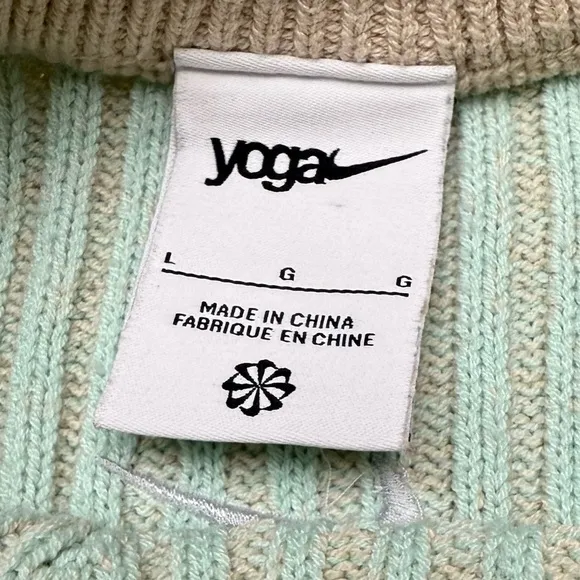 yoga
L G G
MADE IN CHINA
FABRIQUE EN CHINE